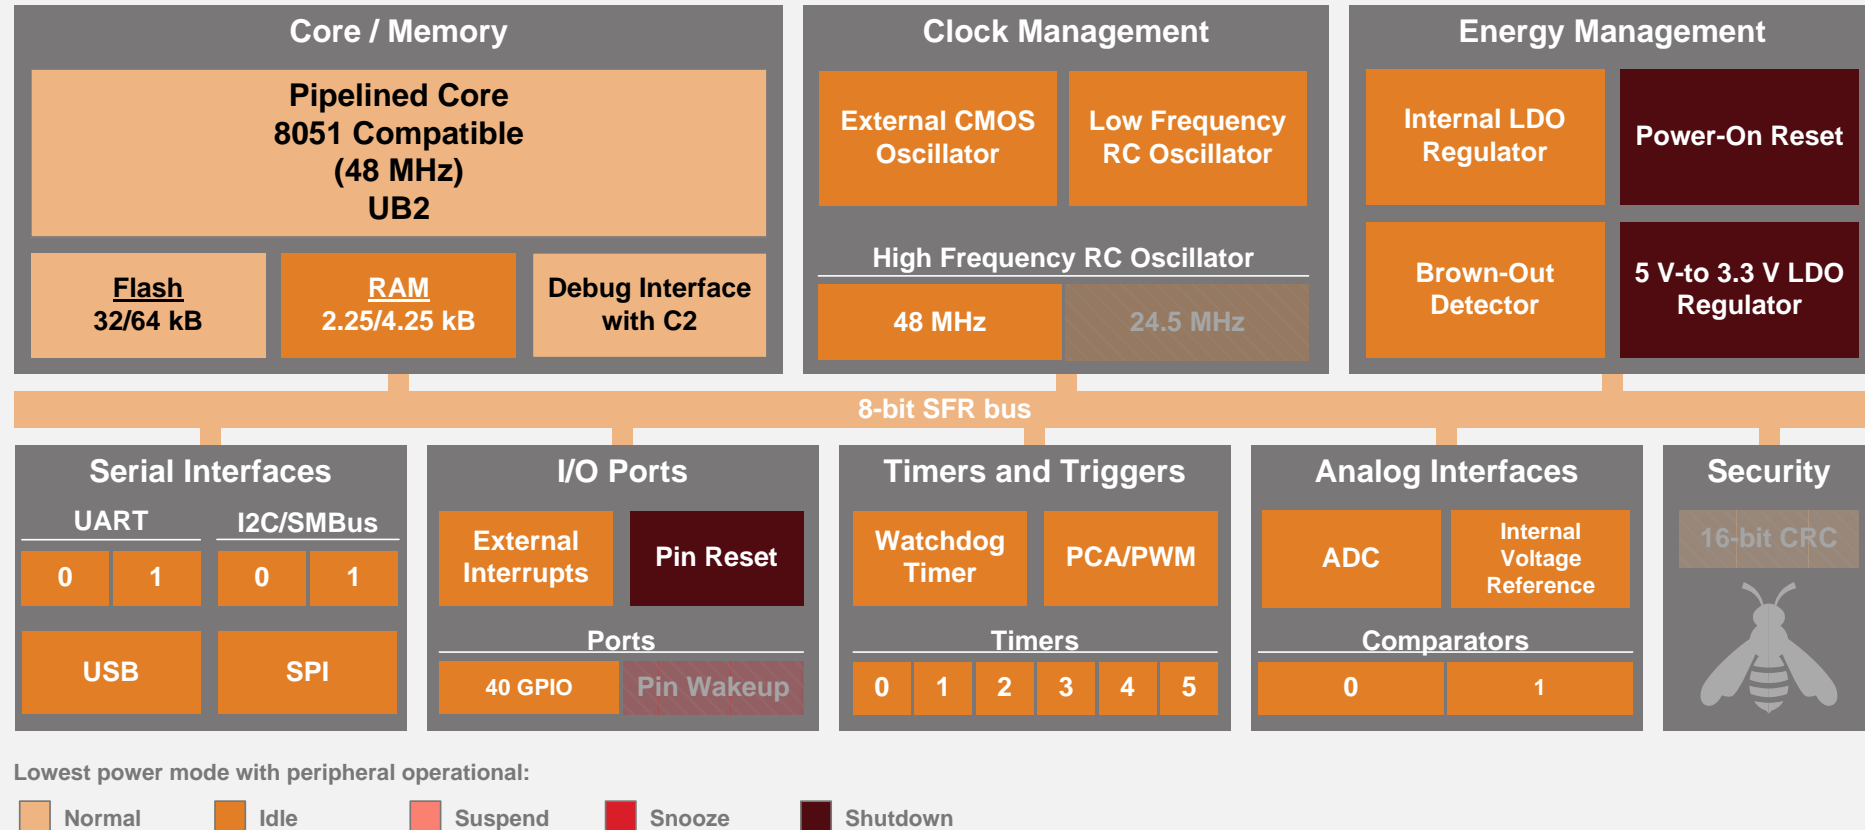 Core / Memory
Pipelined Core
8051 Compatible
(48 MHz)
UB2
Flash
32/64 kB
RAM
2.25/4.25 kB
Debug Interface
with C2
Clock Management
External CMOS
Oscillator
Low Frequency
RC Oscillator
High Frequency RC Oscillator
48 MHz
24.5 MHz
Energy Management
Internal LDO
Regulator
Power-On Reset
Brown-Out
Detector
5 V-to 3.3 V LDO
Regulator
8-bit SFR bus
Serial Interfaces
UART
0 1
I2C/SMBus
0 1
USB
SPI
I/O Ports
External
Interrupts
Pin Reset
Ports
40 GPIO
Pin Wakeup
Timers and Triggers
Watchdog
Timer
PCA/PWM
Timers
0 1 2 3 4 5
Analog Interfaces
ADC
Internal
Voltage
Reference
Comparators
0 1
Security
16-bit CRC
Lowest power mode with peripheral operational:
Normal Idle Suspend Snooze Shutdown